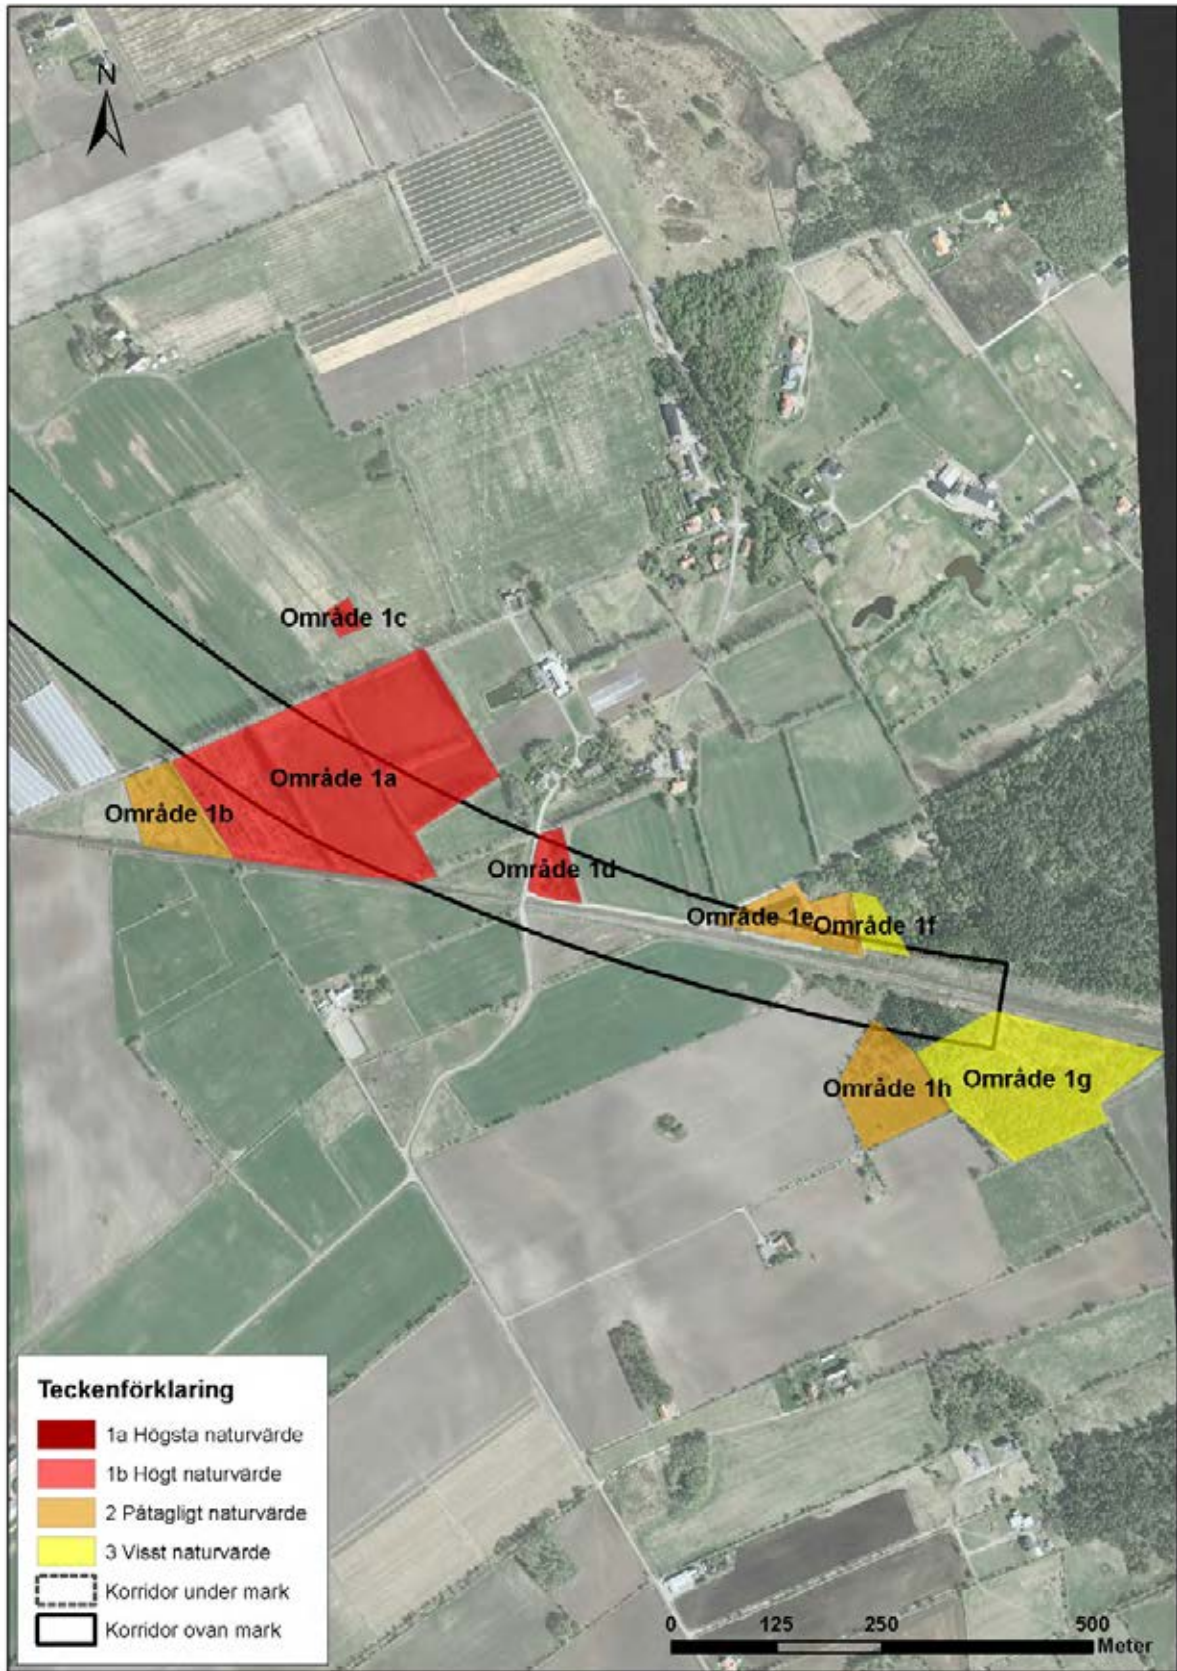 N
Område 1c
Område 1a
Område 1b
Område 1d
Område 1e
Område 1f
Område 1h
Område 1g
Teckenförklaring
1a Högsta naturvärde
1b Högt naturvärde
2 Påtagligt naturvärde
3 Visst naturvärde
Korridor under mark
Korridor ovan mark
0 125 250 500
Meter